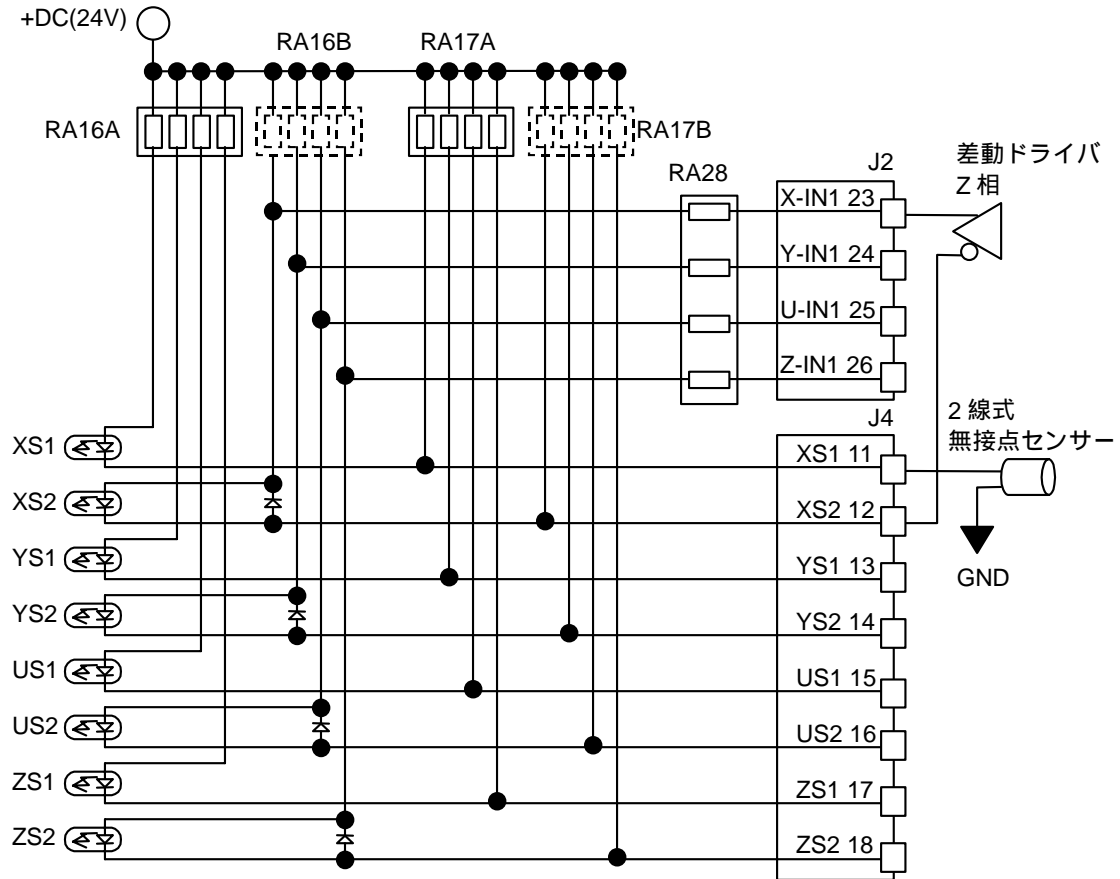 +DC(24V)
RA16B
RA17A
RA16A
RA17B
RA28
J2
差動ドライバ
Z 相
X-IN1 23
Y-IN1 24
U-IN1 25
Z-IN1 26
J4
2 線式
無接点センサー
XS1
XS1 11
XS2
XS2 12
YS1
YS1 13
GND
YS2
YS2 14
US1
US1 15
US2
US2 16
ZS1
ZS1 17
ZS2
ZS2 18